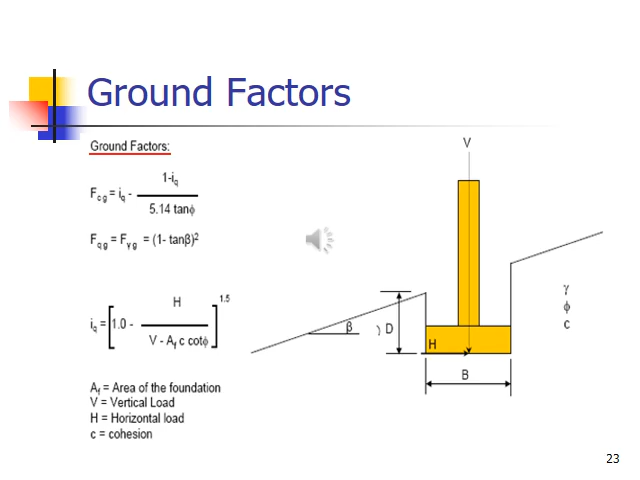 Ground Factors
Ground Factors:
F_cg = i_q - (1-i_q) / (5.14 tanϕ)
F_qg = F_γg = (1- tanβ)²
i_q = [1.0 - H / (V - A_f c cotϕ)]^1.5
A_f = Area of the foundation
V = Vertical Load
H = Horizontal load
c = cohesion
V
γ
ϕ
c
β
γ D
H
B
23